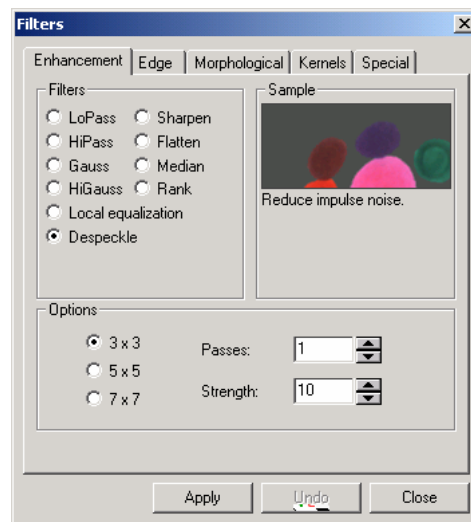 Filters
Enhancement Edge Morphological Kernels Special
Filters
LoPass Sharpen
HiPass Flatten
Gauss Median
HiGauss Rank
Local equalization
Despeckle
Sample
Reduce impulse noise.
Options
3 x 3
5 x 5
7 x 7
Passes: 1
Strength: 10
Apply Undo Close